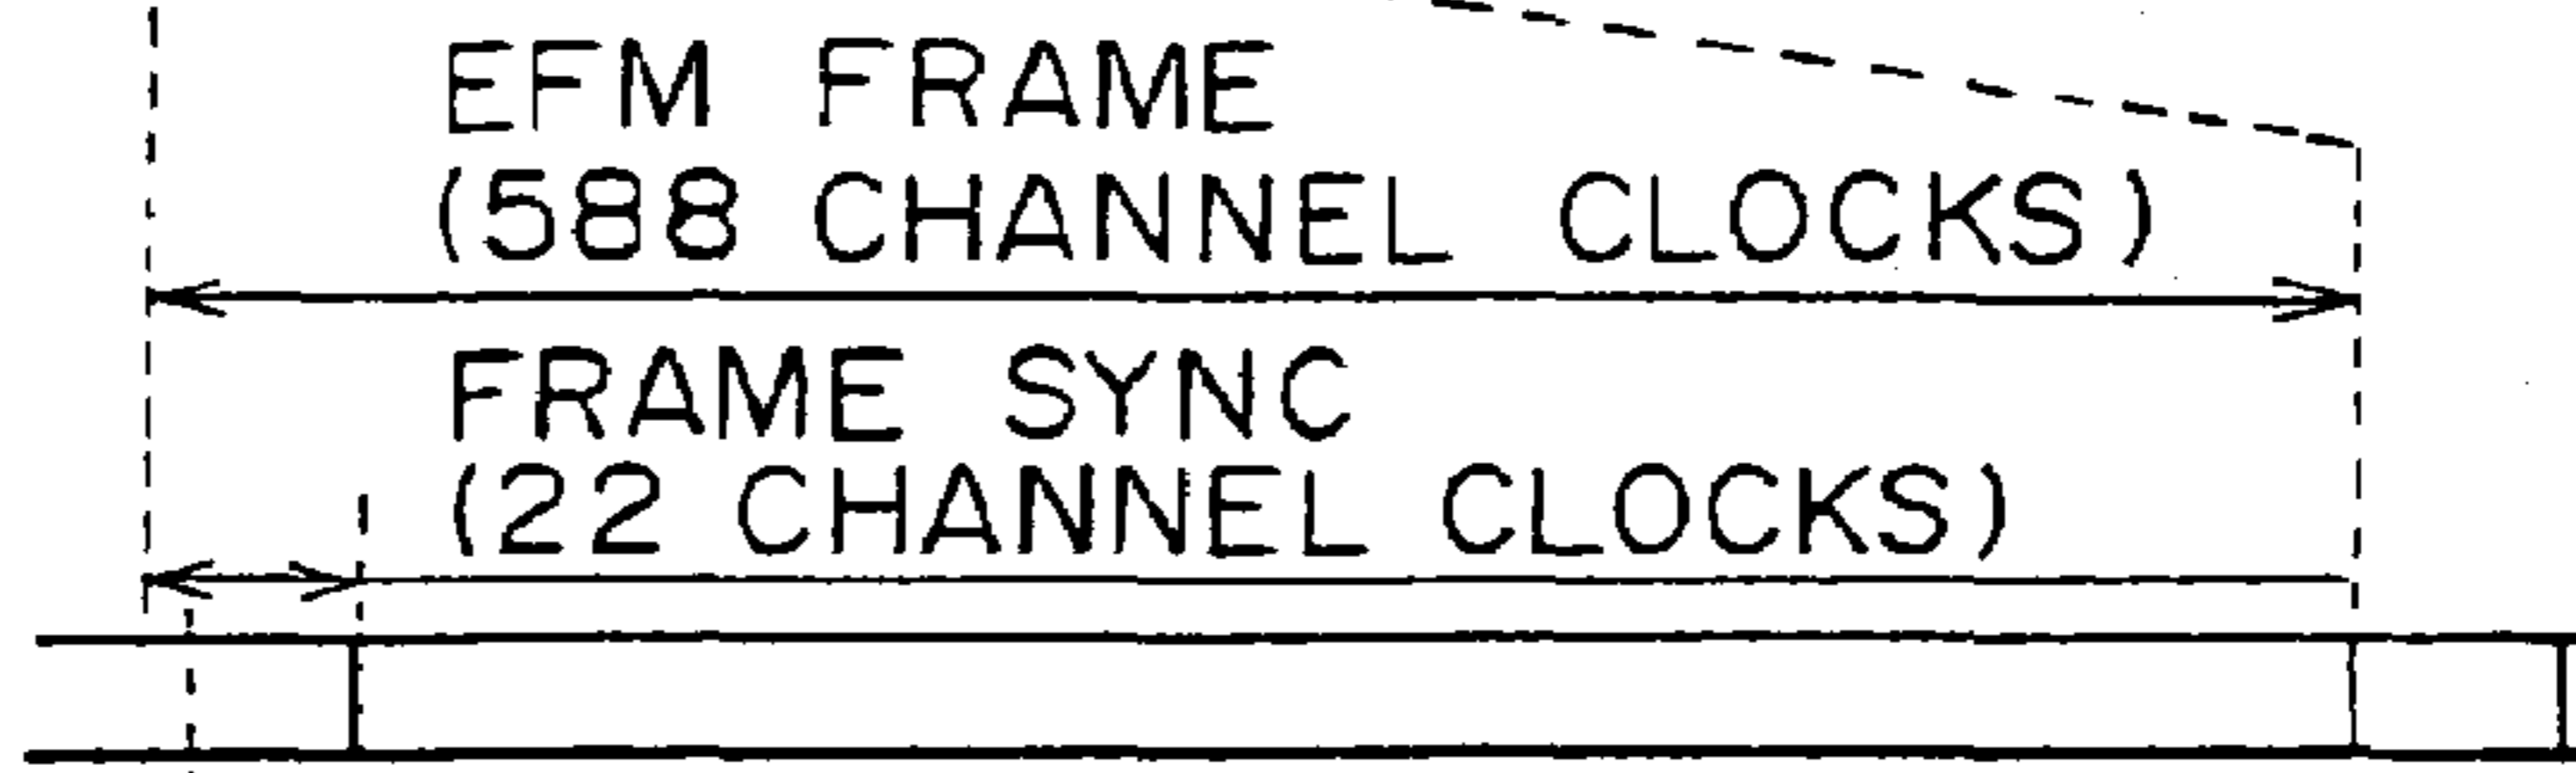 EFM FRAME
(588 CHANNEL CLOCKS)
FRAME SYNC
(22 CHANNEL CLOCKS)